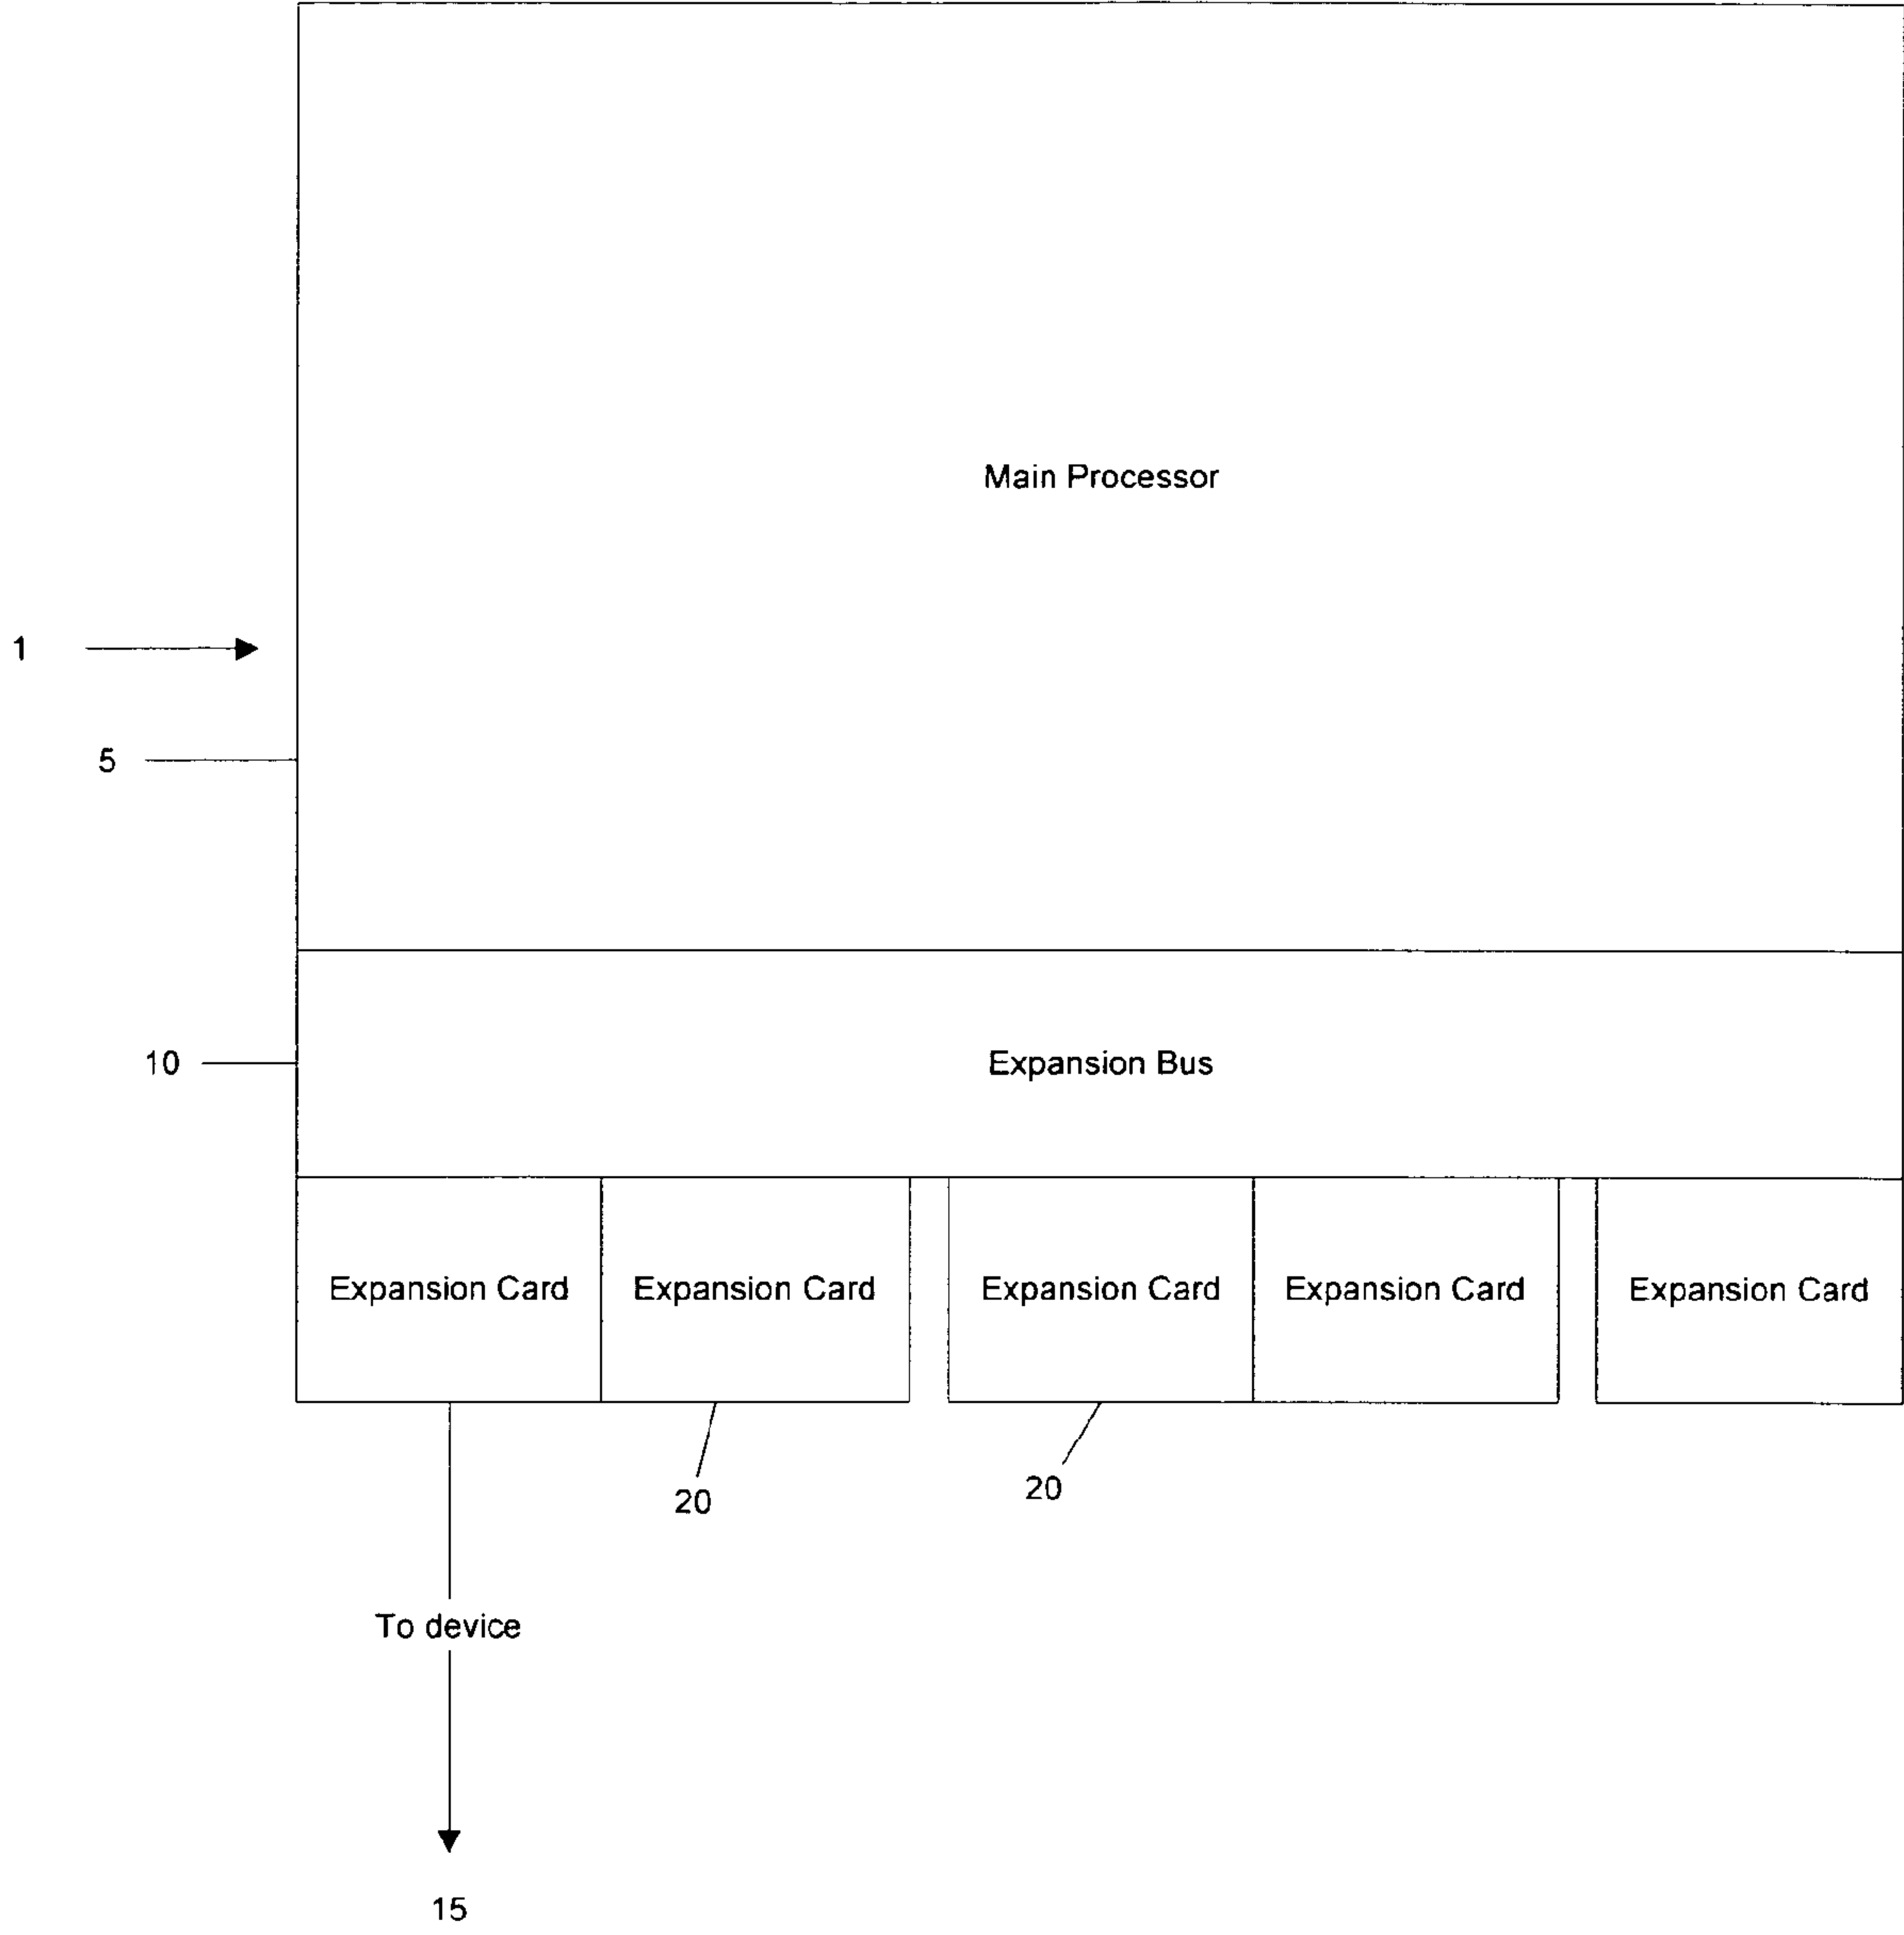 Main Processor
1
5
10
Expansion Bus
Expansion Card
Expansion Card
Expansion Card
Expansion Card
Expansion Card
20
20
To device
15